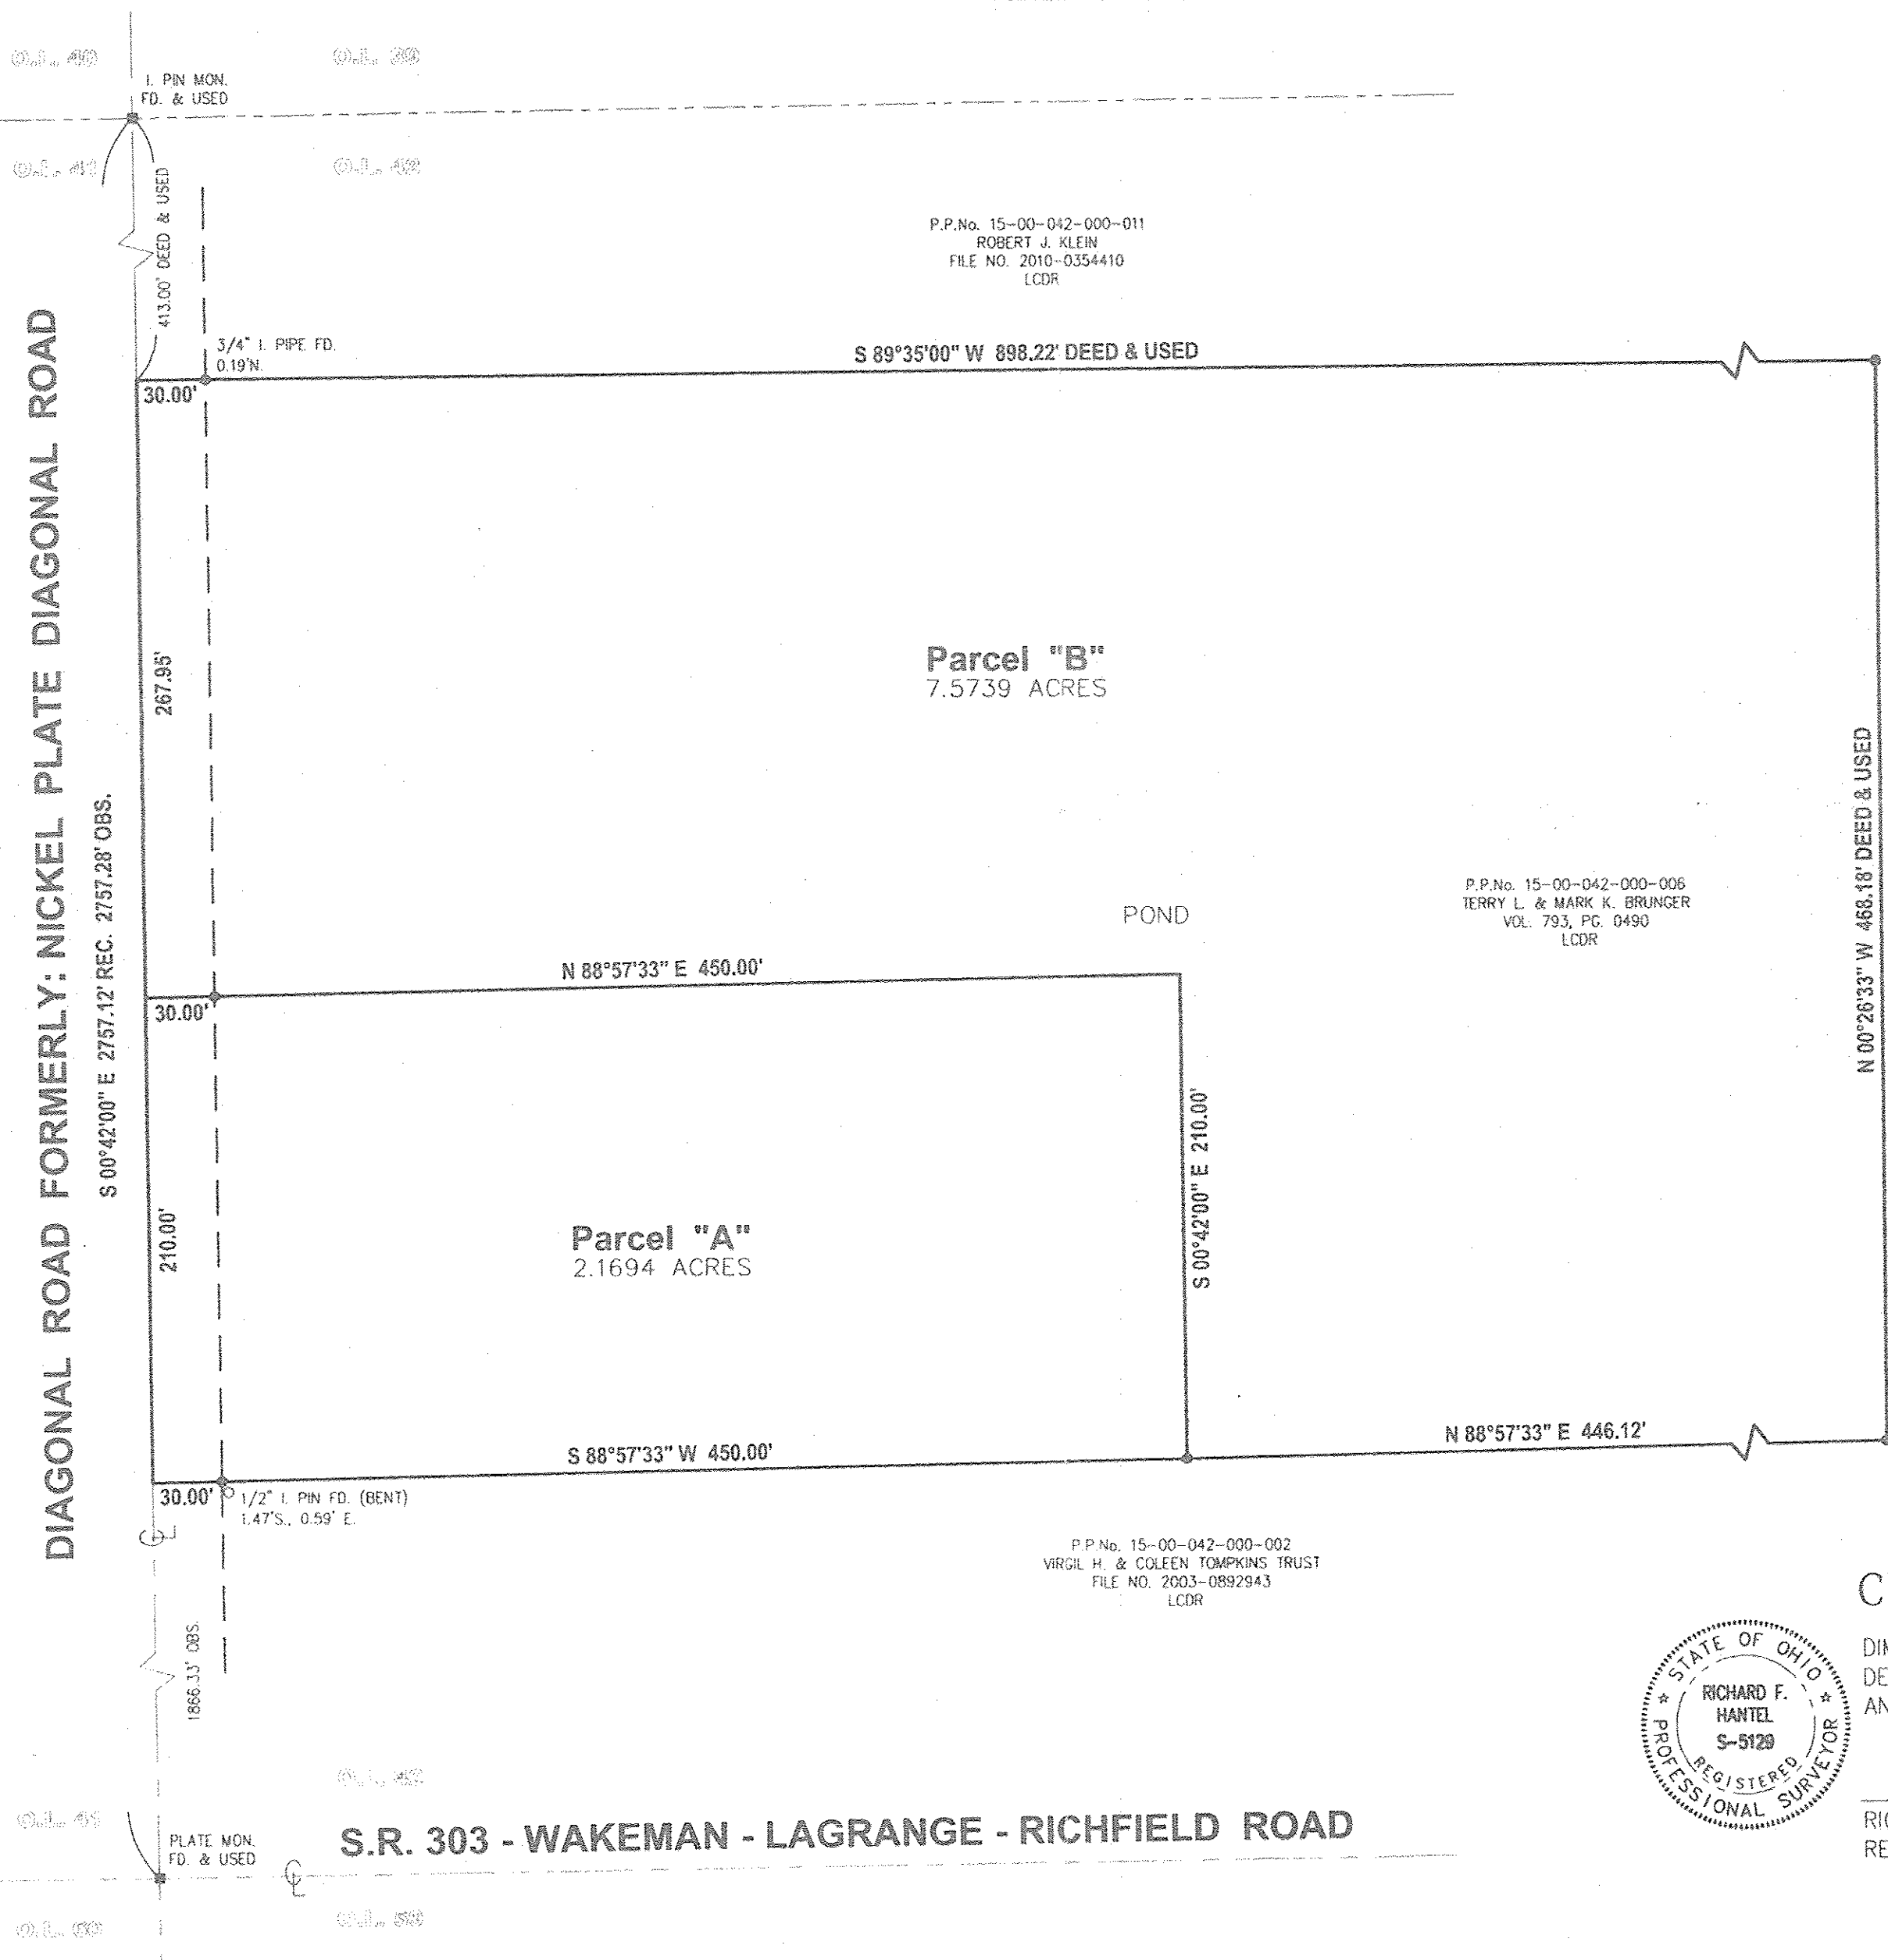 O.L. 40
O.L. 39
I. PIN MON.
FD. & USED
O.L. 41
O.L. 42
413.00' DEED & USED
P.P.No. 15-00-042-000-011
ROBERT J. KLEIN
FILE NO. 2010-0354410
LCDR
3/4" I. PIPE FD.
0.19'N.
S 89°35'00" W 898.22' DEED & USED
30.00'
DIAGONAL ROAD FORMERLY: NICKEL PLATE DIAGONAL ROAD
S 00°42'00" E 2757.12' REC. 2757.28' OBS.
267.95'
Parcel "B"
7.5739 ACRES
N 00°26'33" W 468.18' DEED & USED
P.P.No. 15-00-042-000-006
TERRY L. & MARK K. BRUNGER
VOL. 793, PG. 0490
LCDR
POND
N 88°57'33" E 450.00'
30.00'
210.00'
Parcel "A"
2.1694 ACRES
S 00°42'00" E 210.00'
S 88°57'33" W 450.00'
N 88°57'33" E 446.12'
30.00'
1/2" I. PIN FD. (BENT)
1.47'S., 0.59' E.
CL
P.P.No. 15-00-042-000-002
VIRGIL H. & COLEEN TOMPKINS TRUST
FILE NO. 2003-0892943
LCDR
1866.33' OBS.
C
DIM
DE
AN
STATE OF OHIO
RICHARD F.
HANTEL
S-5129
REGISTERED
PROFESSIONAL SURVEYOR
RIC
RE
O.L. 42
O.L. 41
PLATE MON.
FD. & USED
S.R. 303 - WAKEMAN - LAGRANGE - RICHFIELD ROAD
CL
O.L.
O.L.